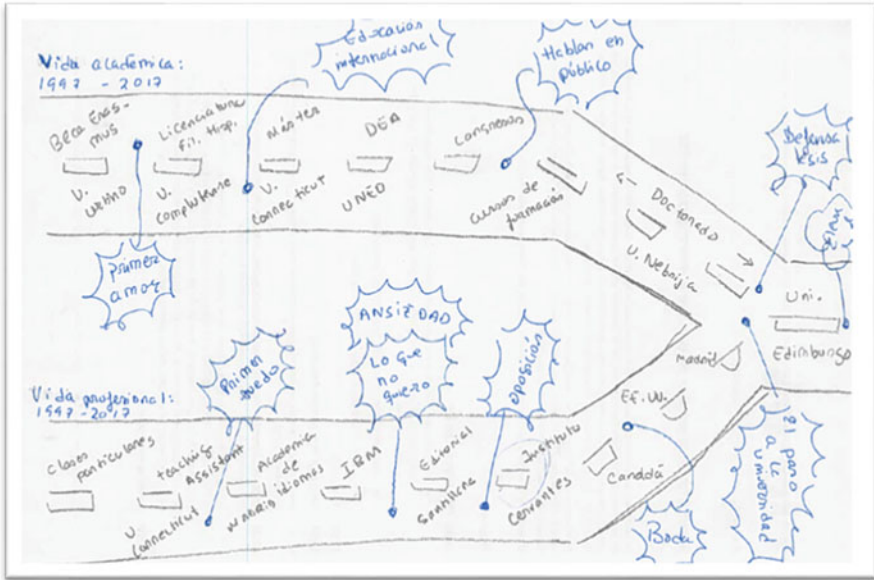 Vida académica:
1997 - 2017
Educación
internacional
Hablar en
público
Beca Eras-
mus
U.
Licenciatura
Fil. Hisp.
U.
Complutense
Máster
U.
Connecticut
DEA
UNED
Congresos
Cursos de
formación
Doctorado
U. Nebrija
Defensa
tesis
Uni.
Edimburgo
primer
amor
Vida profesional:
1997-2017
Primer
ANSIEDAD
LO que
no
quiero
oposición
El paso
a la
universidad
Boda
Clases
particulares
teaching
Assistant
U.
Connecticut
Academia
de
idiomas
IBM
Editorial
Santillana
Instituto
Cervantes
Canadá
EE.UU.
Madrid